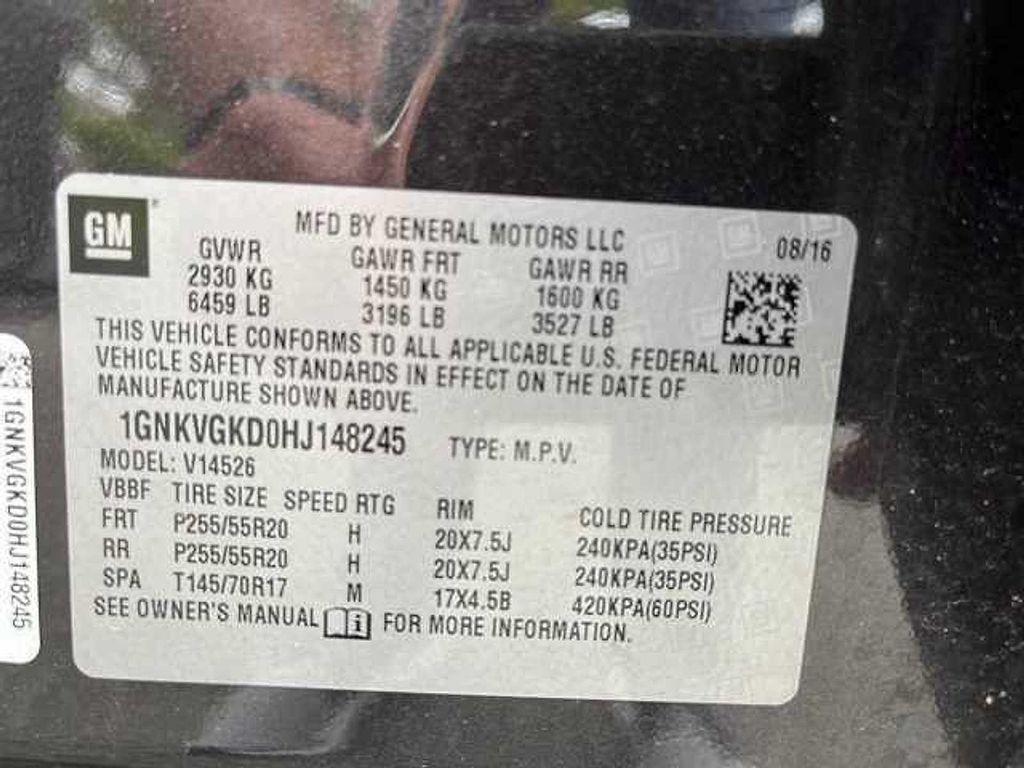 GM
MFD BY GENERAL MOTORS LLC
08/16
GVWR GAWR FRT GAWR RR
2930 KG 1450 KG 1600 KG
6459 LB 3196 LB 3527 LB
THIS VEHICLE CONFORMS TO ALL APPLICABLE U.S. FEDERAL MOTOR
VEHICLE SAFETY STANDARDS IN EFFECT ON THE DATE OF
MANUFACTURE SHOWN ABOVE.
1GNKVGKD0HJ148245 TYPE: M.P.V.
MODEL: V14526
VBBF TIRE SIZE SPEED RTG RIM COLD TIRE PRESSURE
FRT P255/55R20 H 20X7.5J 240KPA(35PSI)
RR P255/55R20 H 20X7.5J 240KPA(35PSI)
SPA T145/70R17 M 17X4.5B 420KPA(60PSI)
SEE OWNER'S MANUAL i FOR MORE INFORMATION.
1GNKVGKD0HJ148245